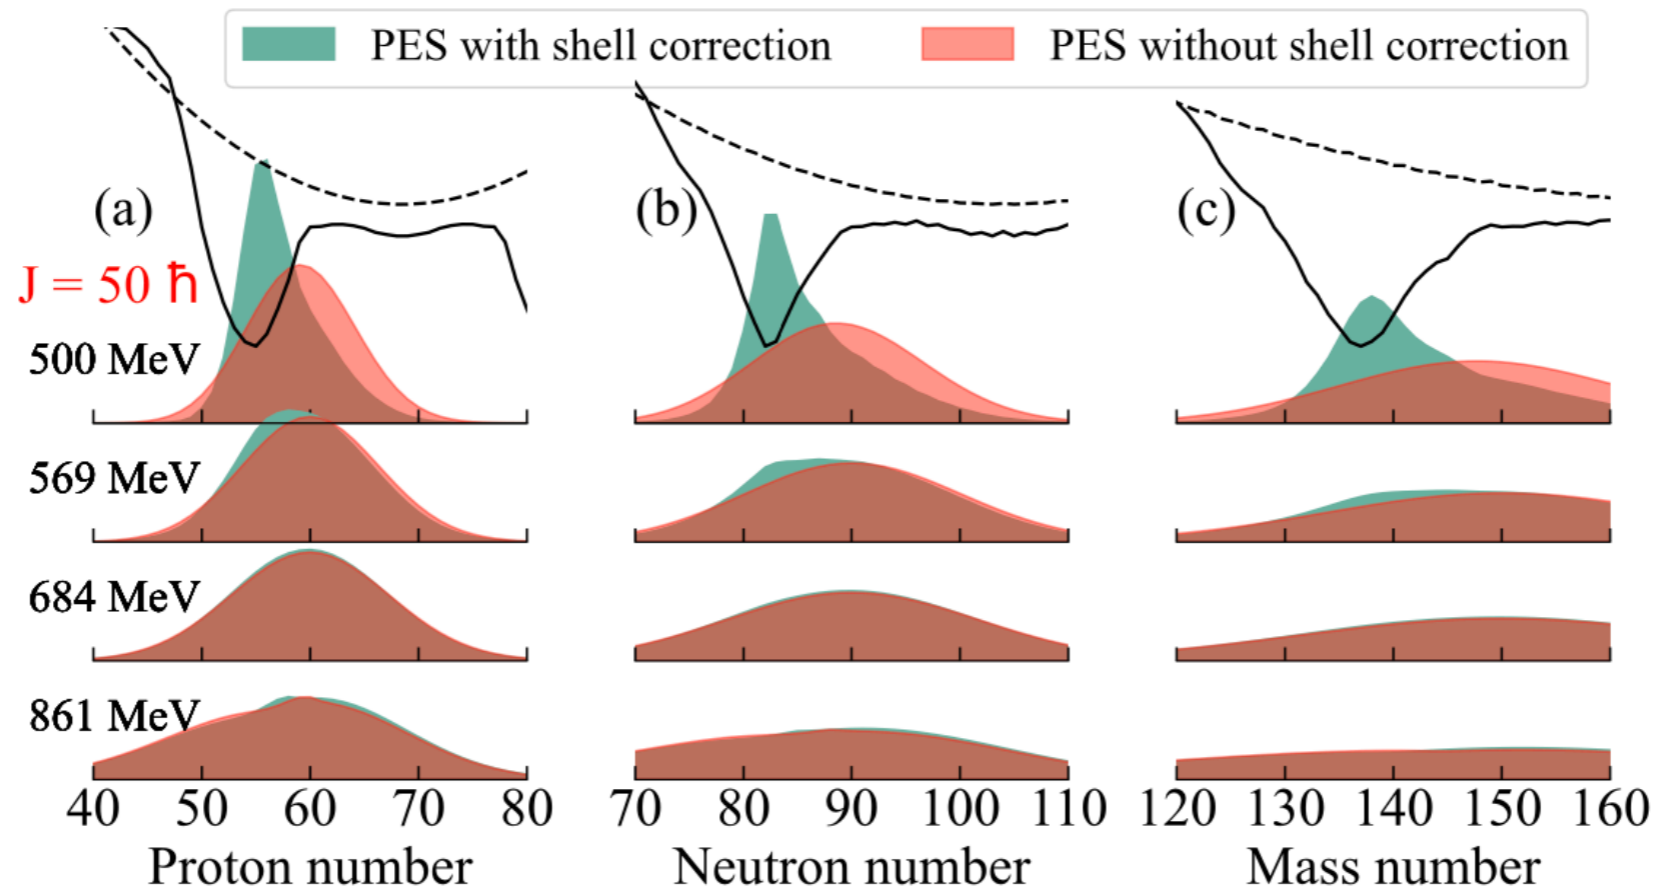 PES with shell correction PES without shell correction
(a) (b) (c)
J = 50 ħ
500 MeV
569 MeV
684 MeV
861 MeV
40 50 60 70 80 70 80 90 100 110 120 130 140 150 160
Proton number Neutron number Mass number